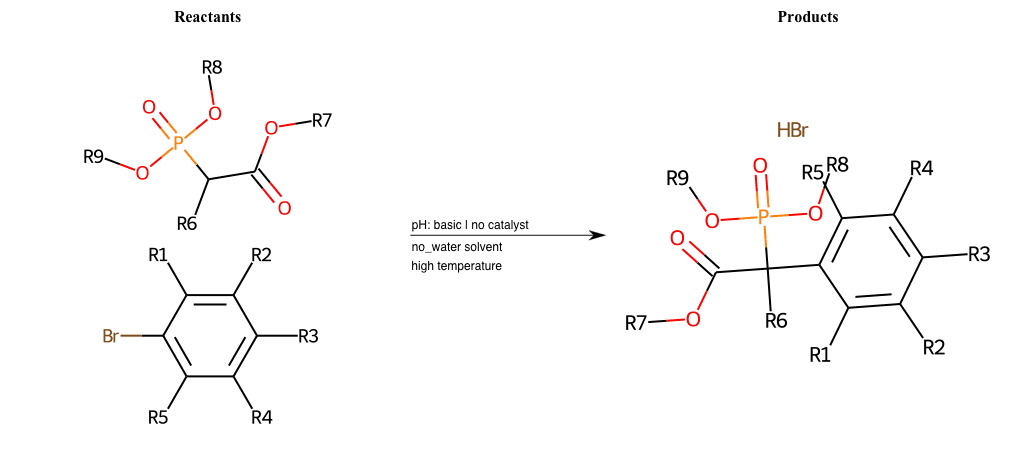 Reactants
Products
R8
O
O
O
R7
P
R9
O
O
R6
R1
R2
Br
R3
R5
R4
pH: basic | no catalyst
no_water solvent
high temperature
HBr
R9
O
R5
R8
R4
O
P
O
O
R3
R7
O
R6
R1
R2